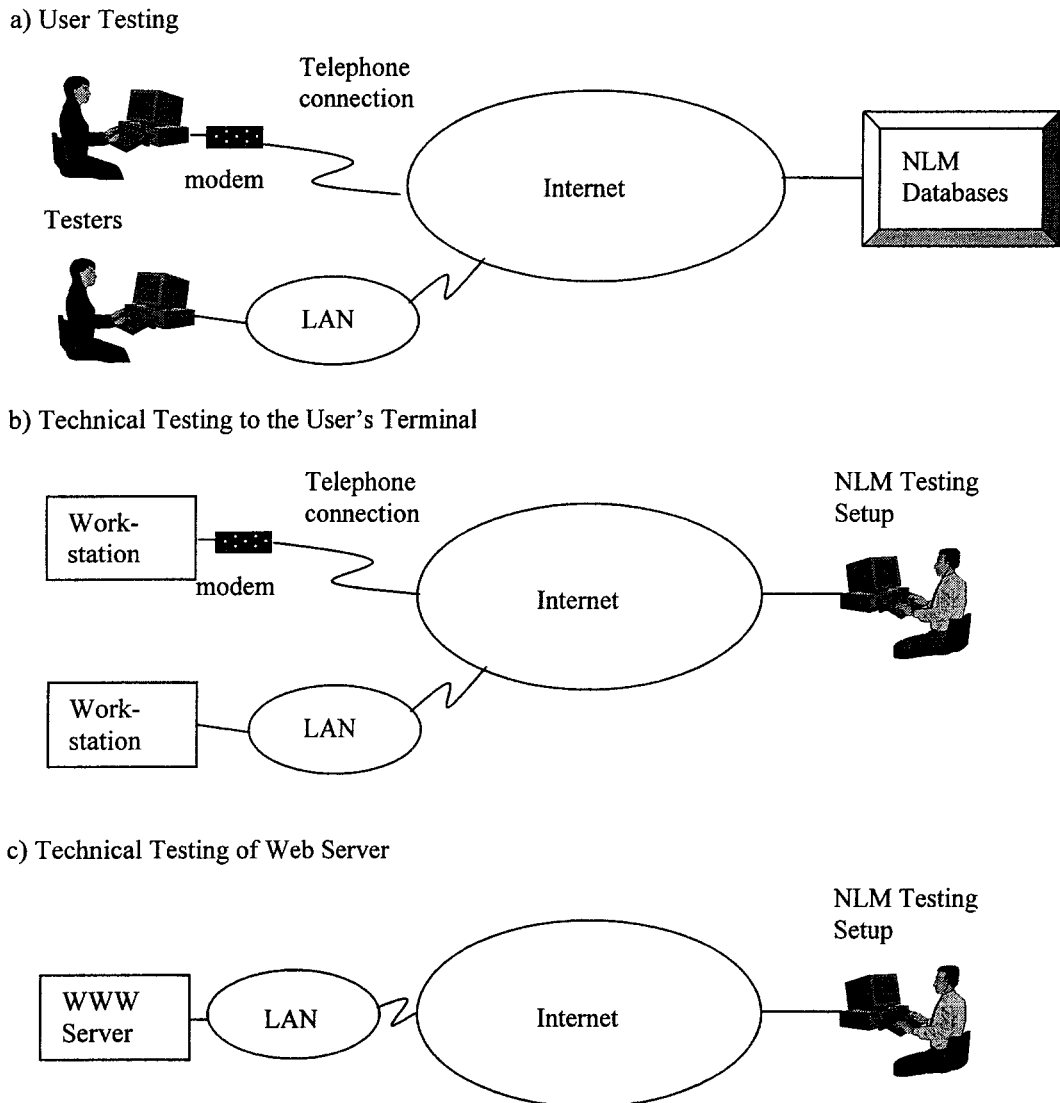 a) User Testing
Telephone
connection
modem
Internet
NLM
Databases
Testers
LAN
b) Technical Testing to the User's Terminal
Work-
station
modem
Telephone
connection
Internet
NLM Testing
Setup
Work-
station
LAN
c) Technical Testing of Web Server
WWW
Server
LAN
Internet
NLM Testing
Setup